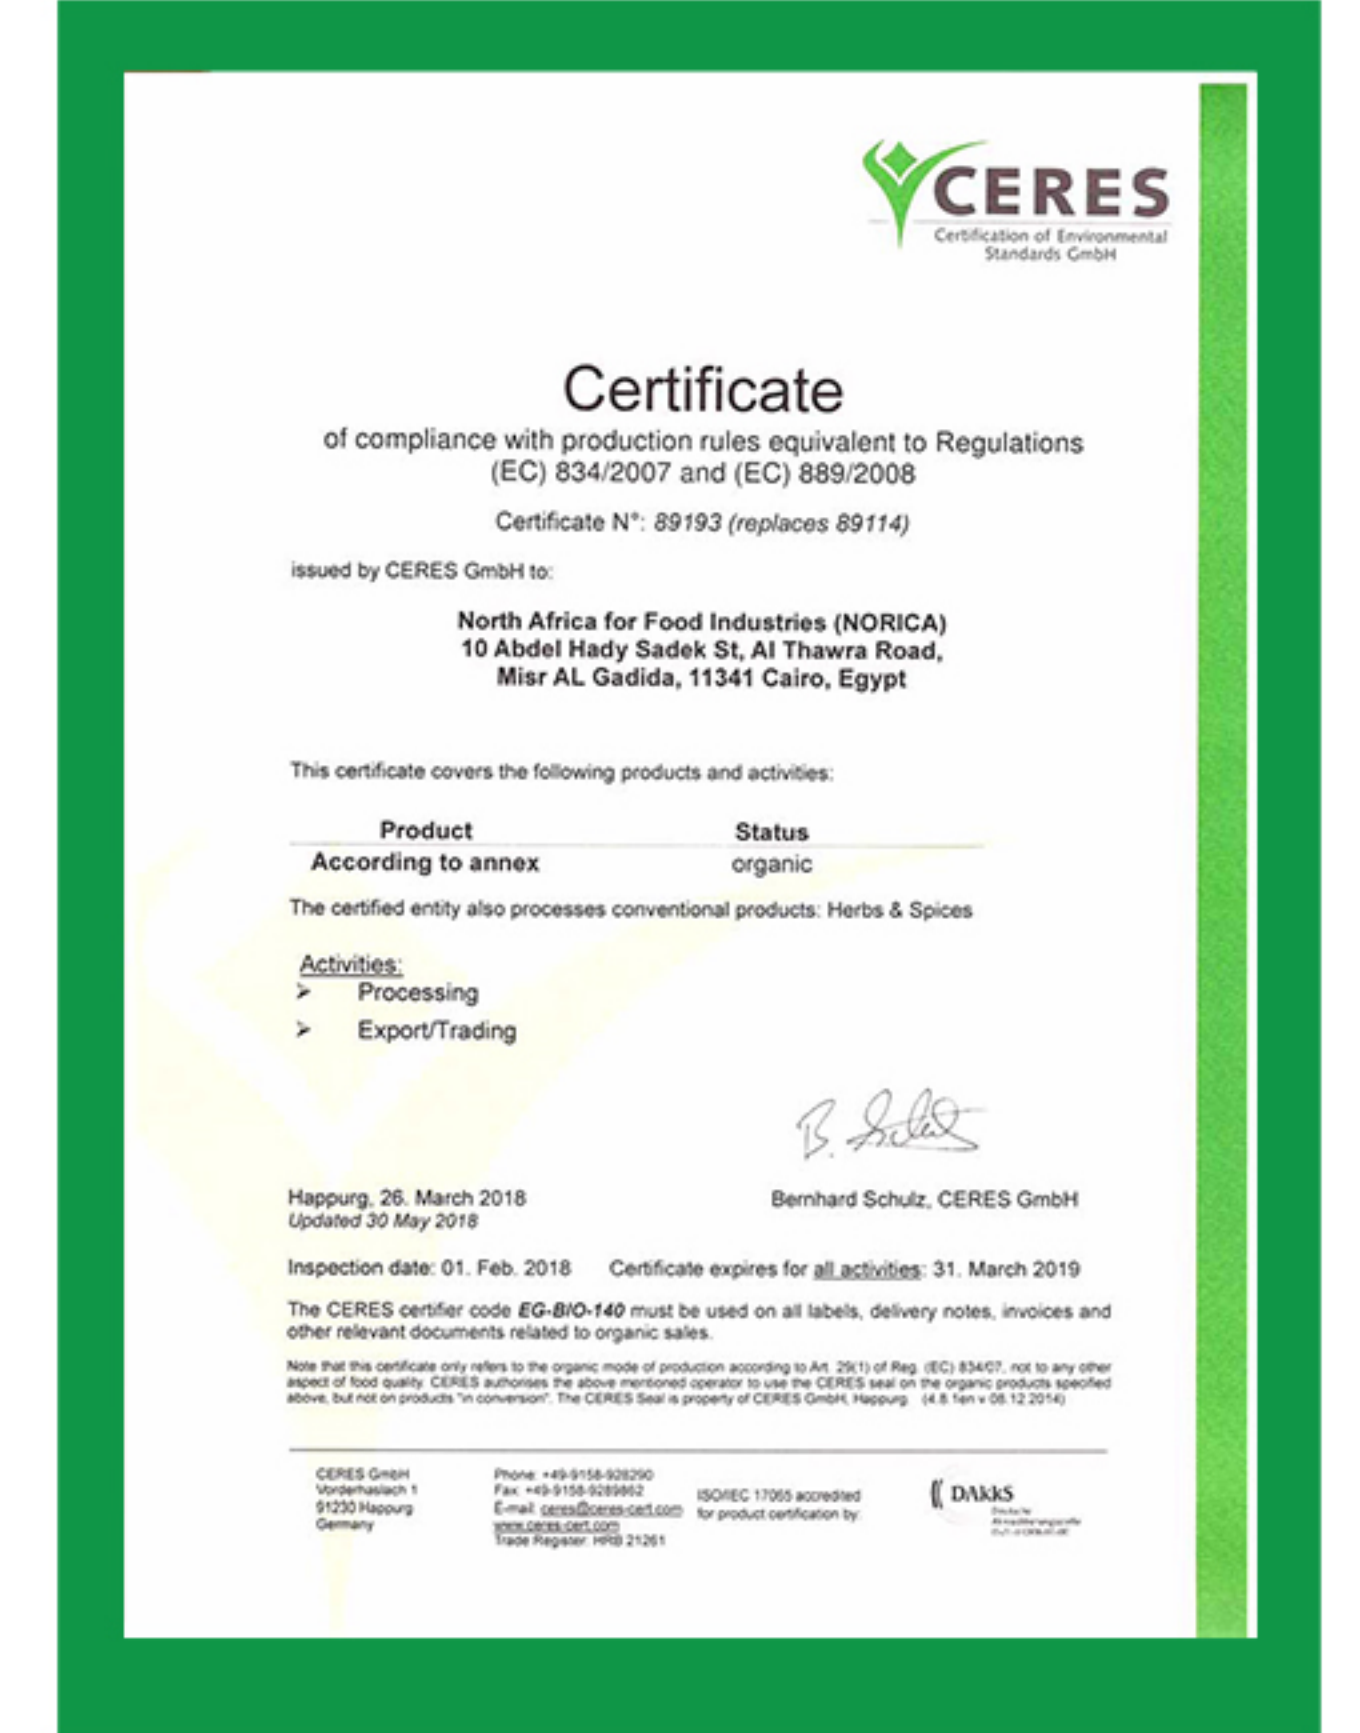 CERES
Certification of Environmental
Standards GmbH
Certificate
of compliance with production rules equivalent to Regulations
(EC) 834/2007 and (EC) 889/2008
Certificate N°: 89193 (replaces 89114)
issued by CERES GmbH to:
North Africa for Food Industries (NORICA)
10 Abdel Hady Sadek St, Al Thawra Road,
Misr AL Gadida, 11341 Cairo, Egypt
This certificate covers the following products and activities:
Product Status
According to annex organic
The certified entity also processes conventional products: Herbs & Spices
Activities:
➢ Processing
➢ Export/Trading
B. Schulz
Happurg, 26. March 2018 Bernhard Schulz, CERES GmbH
Updated 30 May 2018
Inspection date: 01. Feb. 2018 Certificate expires for all activities: 31. March 2019
The CERES certifier code EG-BIO-140 must be used on all labels, delivery notes, invoices and
other relevant documents related to organic sales.
Note that this certificate only refers to the organic mode of production according to Art. 29(1) of Reg. (EC) 834/07, not to any other
aspect of food quality. CERES authorises the above mentioned operator to use the CERES seal on the organic products specified
above, but not on products "in conversion". The CERES Seal is property of CERES GmbH, Happurg. (4.8.1en v 08.12.2014)
CERES GmbH
Vorderhaslach 1
91230 Happurg
Germany
Phone: +49-9158-928290
Fax: +49-9158-9289862
E-mail: ceres@ceres-cert.com
www.ceres-cert.com
Trade Register: HRB 21261
ISO/IEC 17065 accredited
for product certification by:
DAkkS
Deutsche
Akkreditierungsstelle